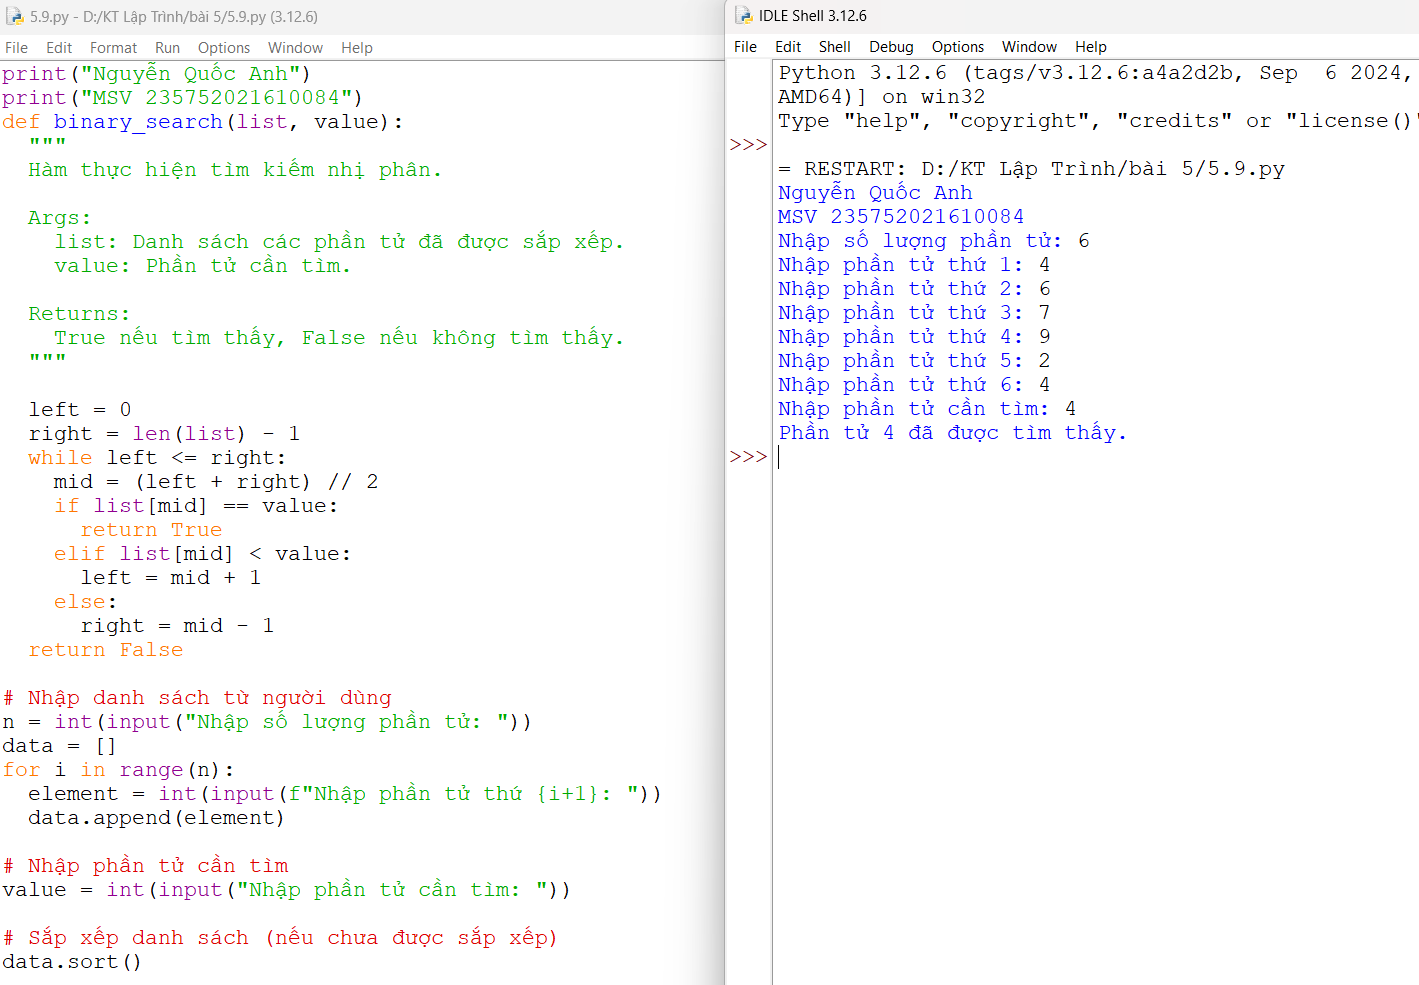 5.9.py - D:/KT Lập Trình/bài 5/5.9.py (3.12.6)
File Edit Format Run Options Window Help
print("Nguyễn Quốc Anh")
print("MSV 235752021610084")
def binary_search(list, value):
  """
  Hàm thực hiện tìm kiếm nhị phân.
  Args:
    list: Danh sách các phần tử đã được sắp xếp.
    value: Phần tử cần tìm.
  Returns:
    True nếu tìm thấy, False nếu không tìm thấy.
  """
  left = 0
  right = len(list) - 1
  while left <= right:
    mid = (left + right) // 2
    if list[mid] == value:
      return True
    elif list[mid] < value:
      left = mid + 1
    else:
      right = mid - 1
  return False
# Nhập danh sách từ người dùng
n = int(input("Nhập số lượng phần tử: "))
data = []
for i in range(n):
  element = int(input(f"Nhập phần tử thứ {i+1}: "))
  data.append(element)
# Nhập phần tử cần tìm
value = int(input("Nhập phần tử cần tìm: "))
# Sắp xếp danh sách (nếu chưa được sắp xếp)
data.sort()
IDLE Shell 3.12.6
File Edit Shell Debug Options Window Help
Python 3.12.6 (tags/v3.12.6:a4a2d2b, Sep  6 2024,
AMD64)] on win32
Type "help", "copyright", "credits" or "license()"
>>>
= RESTART: D:/KT Lập Trình/bài 5/5.9.py
Nguyễn Quốc Anh
MSV 235752021610084
Nhập số lượng phần tử: 6
Nhập phần tử thứ 1: 4
Nhập phần tử thứ 2: 6
Nhập phần tử thứ 3: 7
Nhập phần tử thứ 4: 9
Nhập phần tử thứ 5: 2
Nhập phần tử thứ 6: 4
Nhập phần tử cần tìm: 4
Phần tử 4 đã được tìm thấy.
>>>